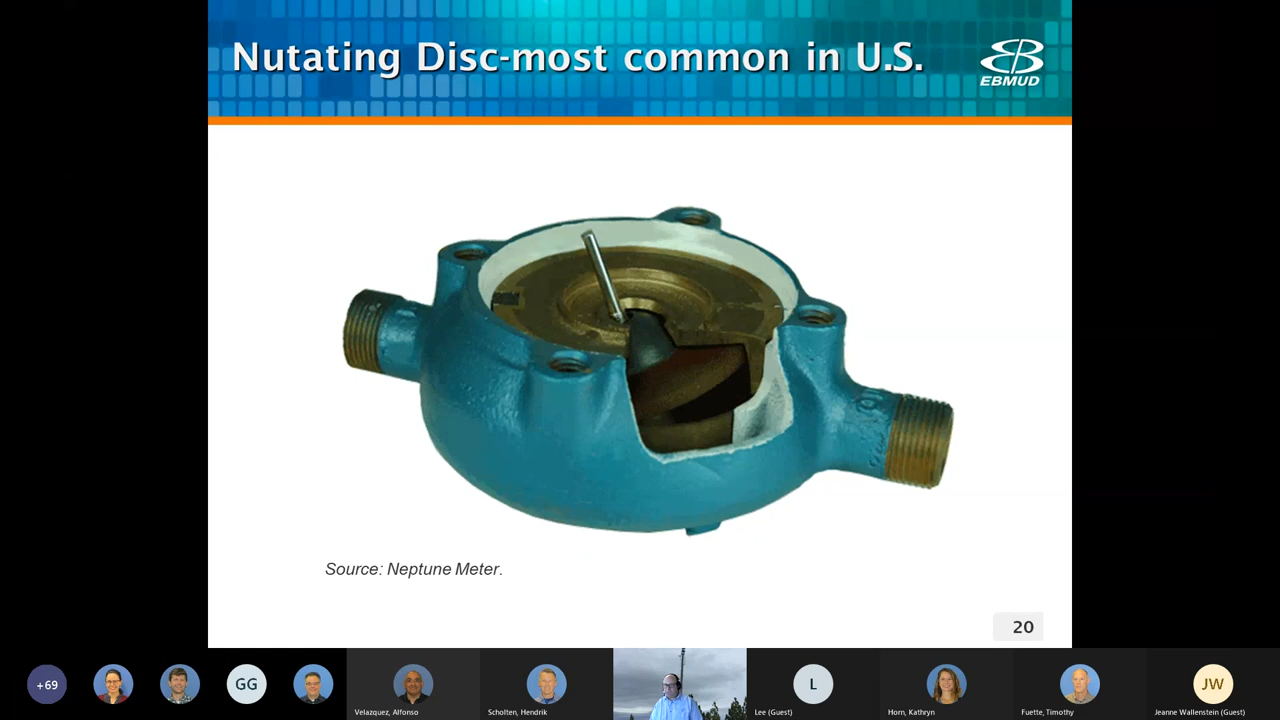 Nutating Disc-most common in U.S.
EBMUD
Source: Neptune Meter.
20
+69
GG
L
JW
Velazquez, Alfonso
Scholten, Hendrik
Lee (Guest)
Horn, Kathryn
Fuette, Timothy
Jeanne Wallenstein (Guest)